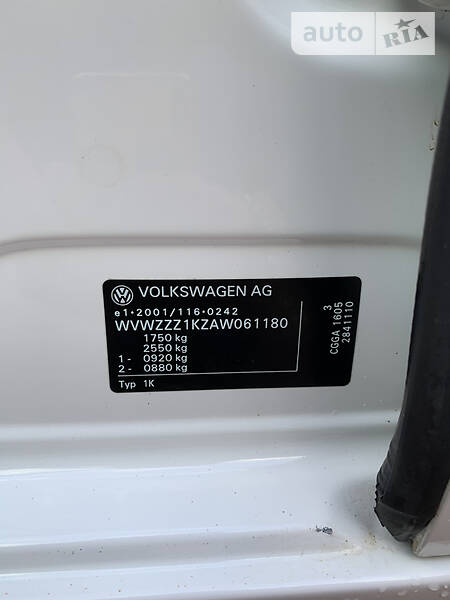 auto RIA
VOLKSWAGEN AG
e1*2001/116*0242
WVWZZZ1KZAW061180
1750 kg
2550 kg
1 - 0920 kg
2 - 0880 kg
Typ 1K
3
CGGA 1605
2841110